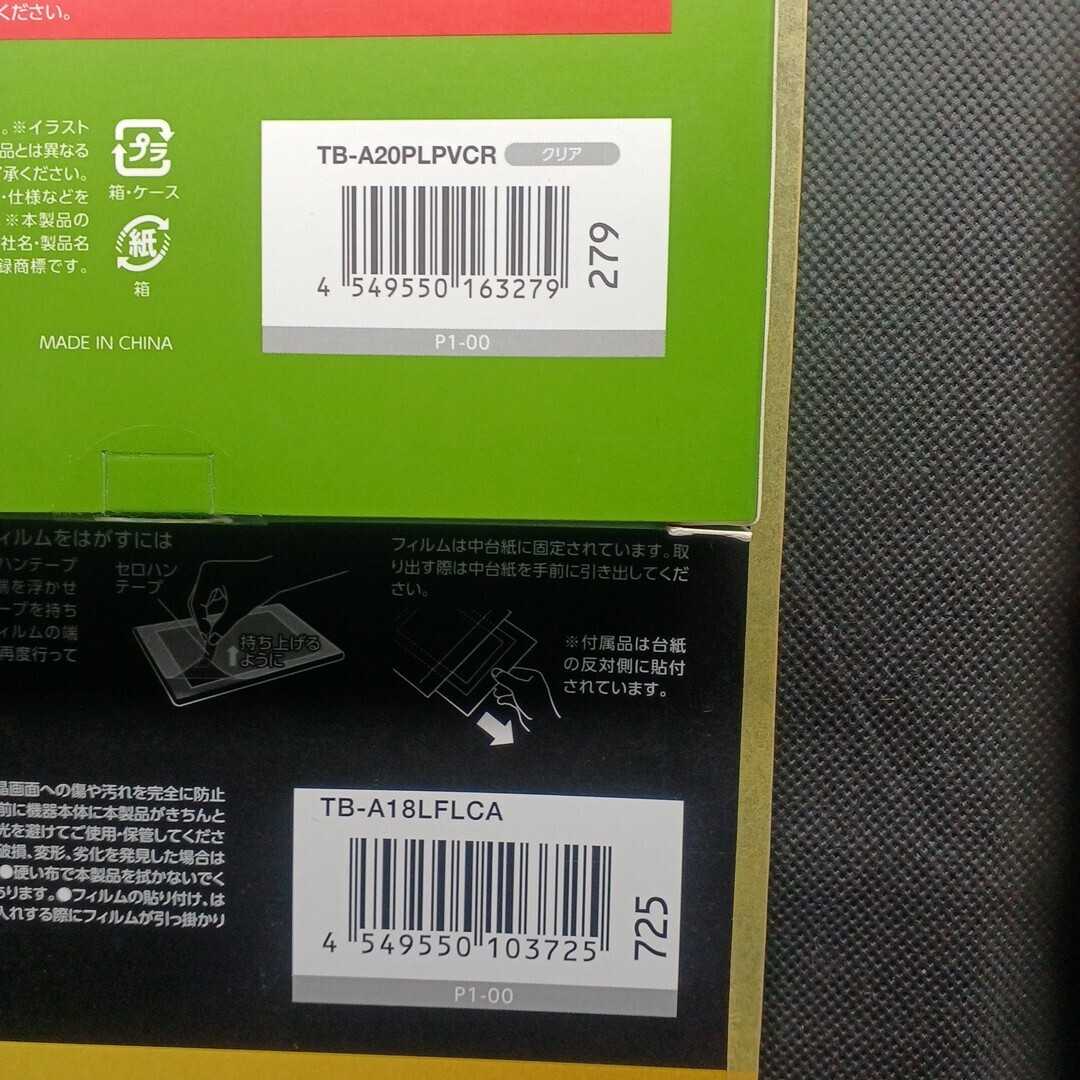 ください。
。※イラスト
品とは異なる
了承ください。
・仕様などを
※本製品の
社名・製品名
録商標です。
プラ
箱・ケース
紙
箱
MADE IN CHINA
TB-A20PLPVCR クリア
4 549550 163279
279
P1-00
ィルムをはがすには
ハンテープ
端を浮かせ
ープを持ち
ィルムの端
再度行って
セロハン
テープ
持ち上げる
ように
フィルムは中台紙に固定されています。取
り出す際は中台紙を手前に引き出してくだ
さい。
※付属品は台紙
の反対側に貼付
されています。
晶画面への傷や汚れを完全に防止
前に機器本体に本製品がきちんと
光を避けてご使用・保管してくださ
破損、変形、劣化を発見した場合は
●硬い布で本製品を拭かないでく
ります。●フィルムの貼り付け、は
入れする際にフィルムが引っ掛かり
TB-A18LFLCA
4 549550 103725
725
P1-00